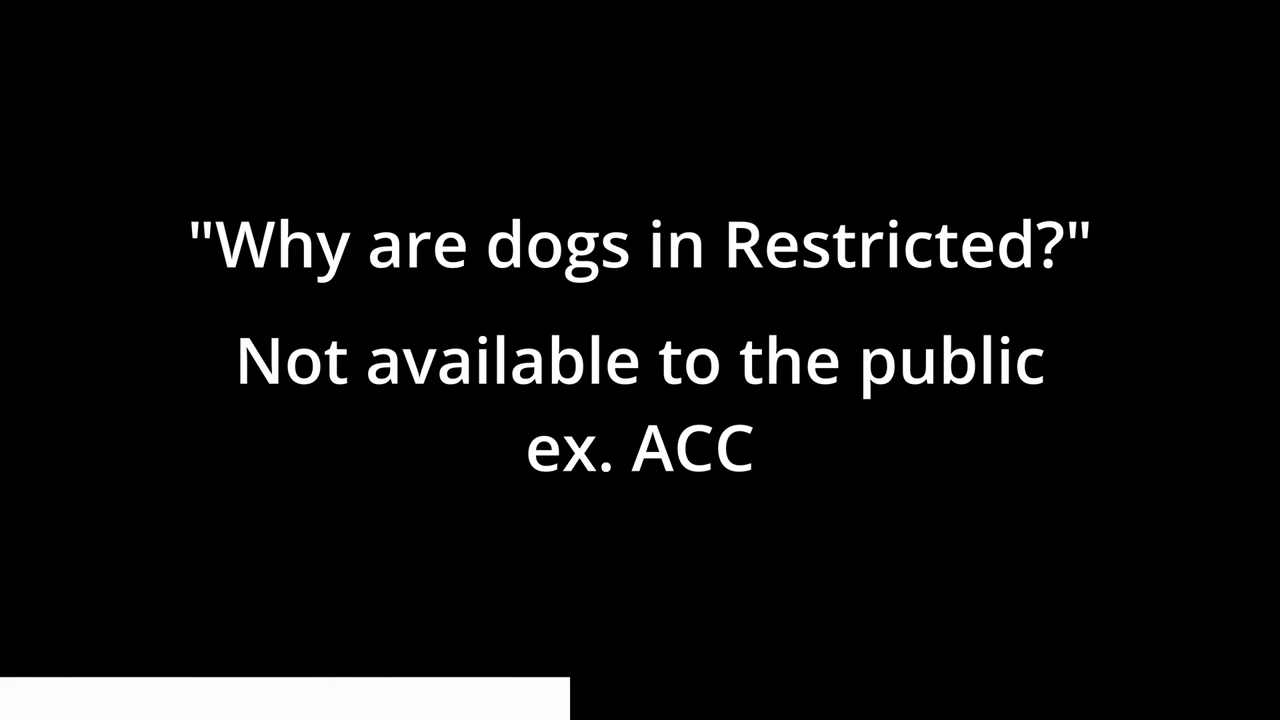 "Why are dogs in Restricted?"
Not available to the public
ex. ACC